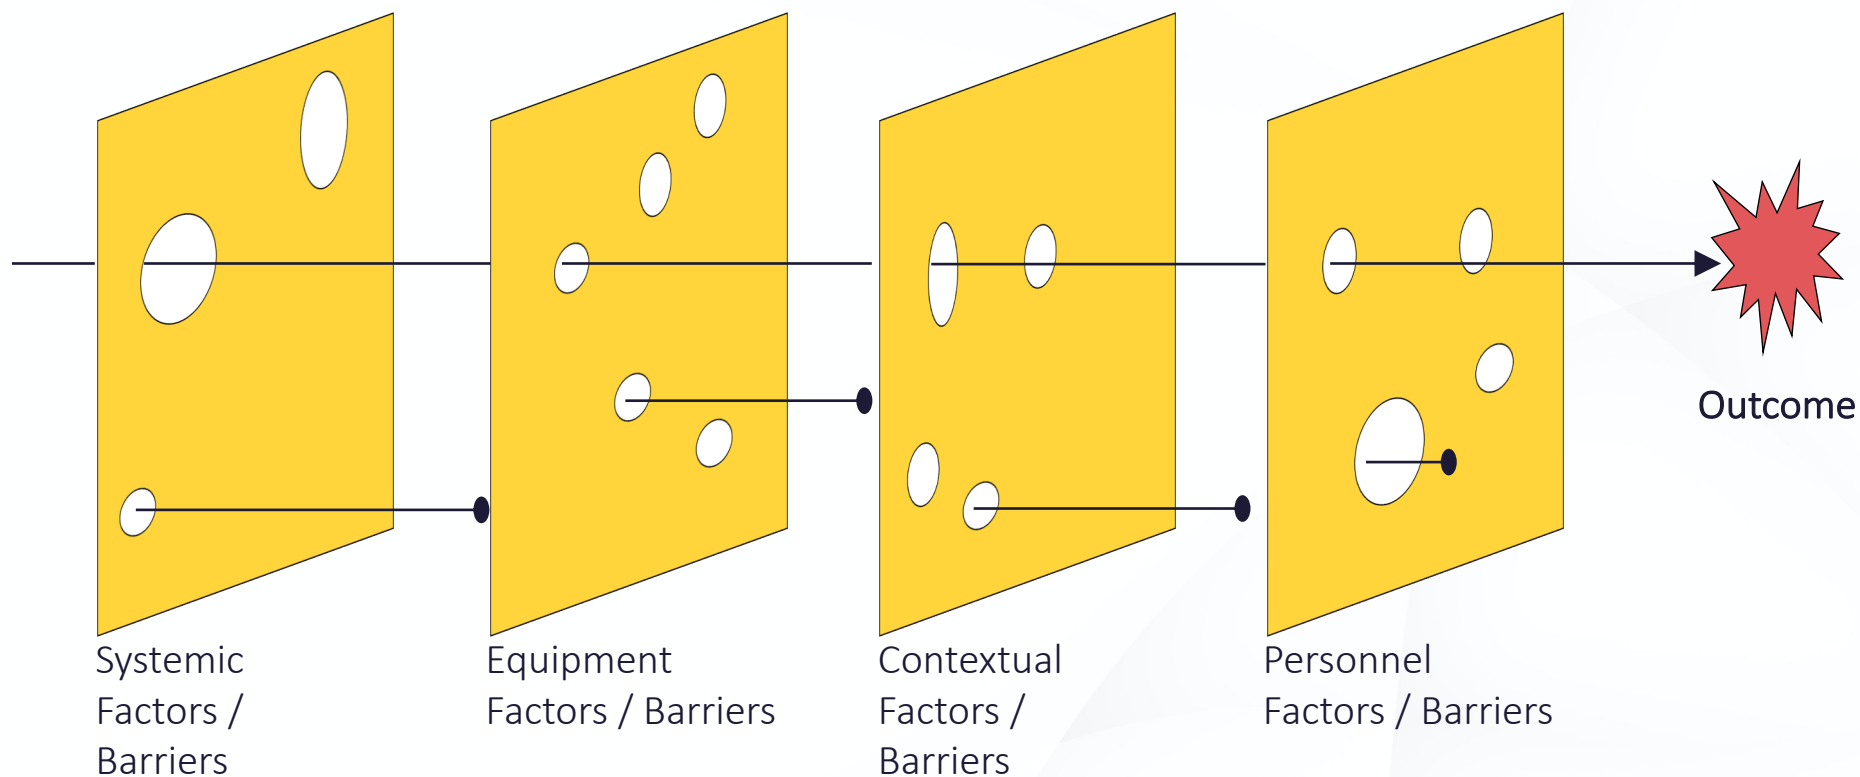 Outcome
Systemic
Factors /
Barriers
Equipment
Factors / Barriers
Contextual
Factors /
Barriers
Personnel
Factors / Barriers